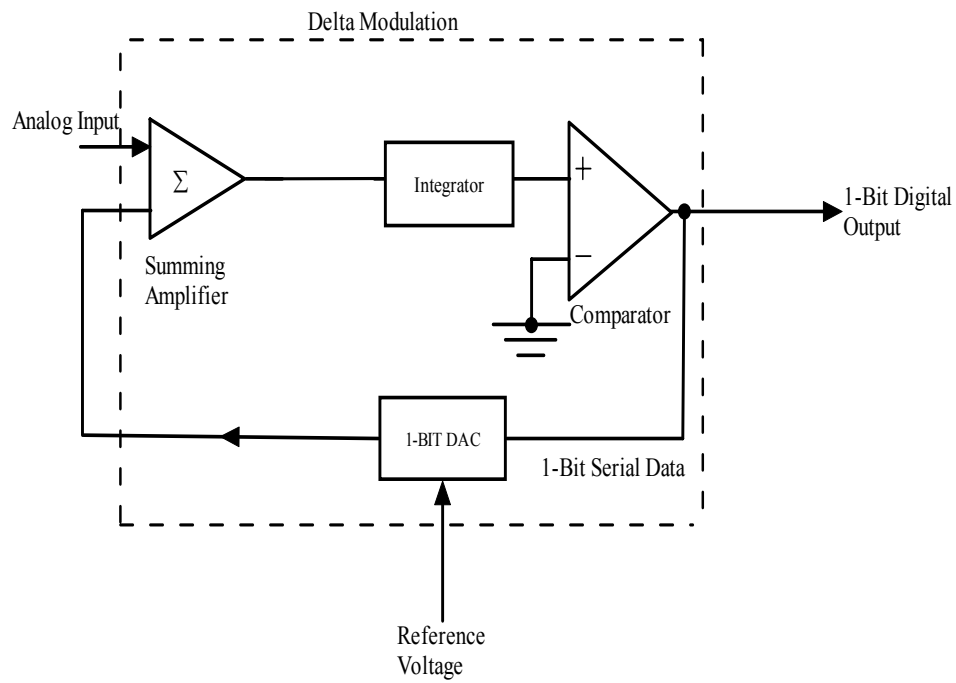 Delta Modulation
Analog Input
Σ
Integrator
+
−
1-Bit Digital
Output
Summing
Amplifier
Comparator
1-BIT DAC
1-Bit Serial Data
Reference
Voltage